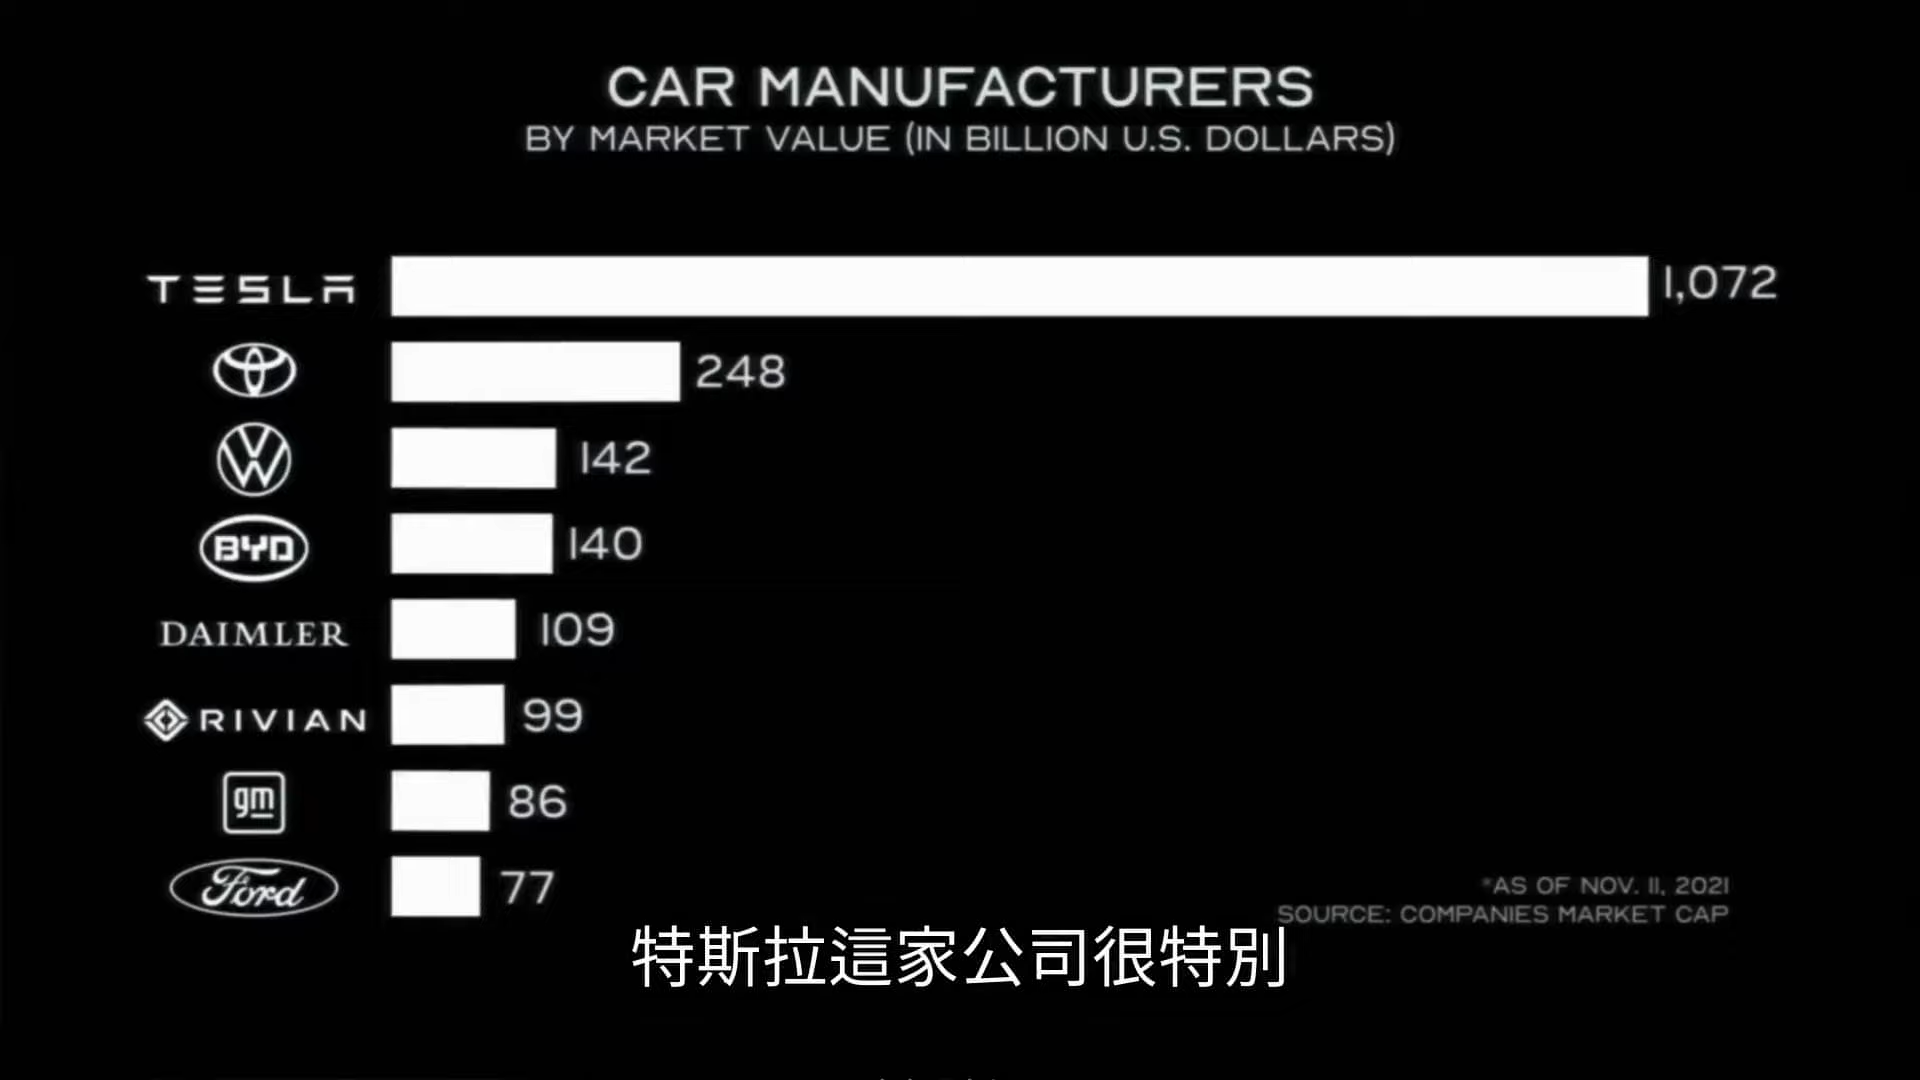 CAR MANUFACTURERS
BY MARKET VALUE (IN BILLION U.S. DOLLARS)
TESLA 1,072
248
VW 142
BYD 140
DAIMLER 109
RIVIAN 99
gm 86
Ford 77
*AS OF NOV. 11, 2021
SOURCE: COMPANIES MARKET CAP
特斯拉這家公司很特別